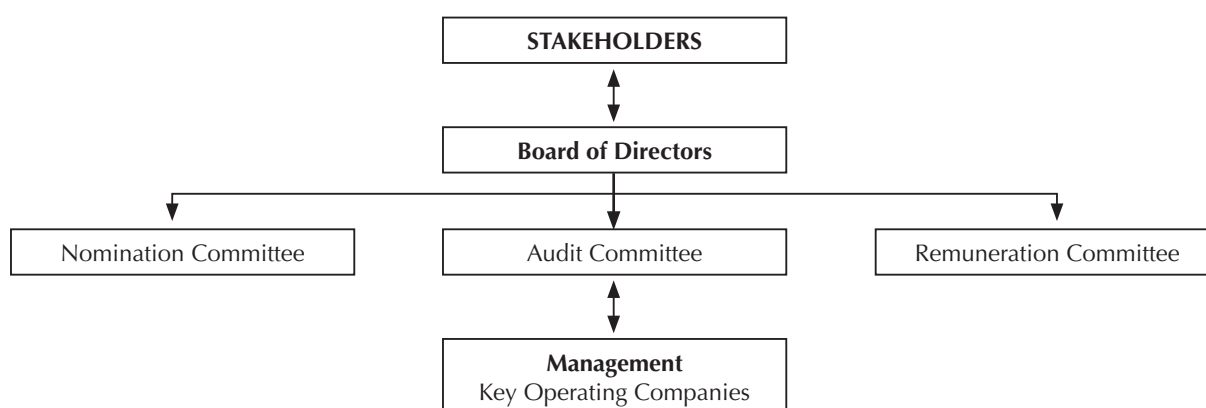 STAKEHOLDERS
Board of Directors
Nomination Committee
Audit Committee
Remuneration Committee
Management
Key Operating Companies